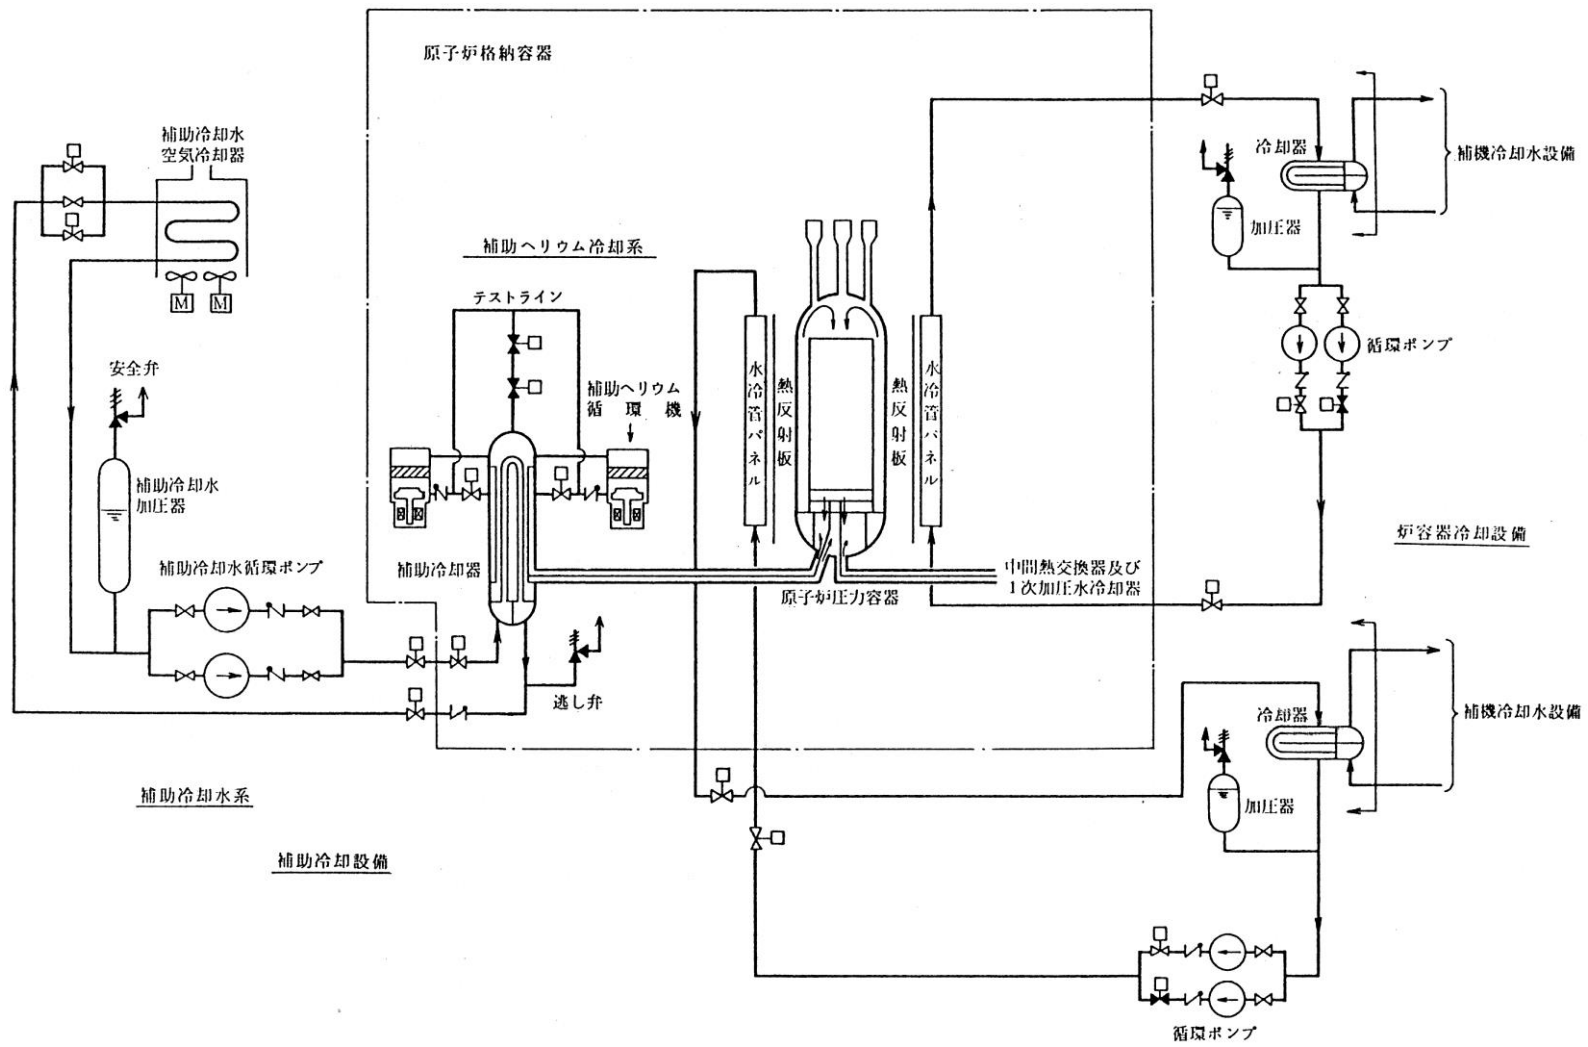 原子炉格納容器
補助冷却水
空気冷却器
M
M
冷却器
補機冷却水設備
加圧器
補助ヘリウム冷却系
テストライン
循環ポンプ
安全弁
補助ヘリウム
循環機
水冷管パネル
熱反射板
熱反射板
水冷管パネル
補助冷却水
加圧器
炉容器冷却設備
補助冷却水循環ポンプ
補助冷却器
中間熱交換器及び
1次加圧水冷却器
原子炉圧力容器
逃し弁
冷却器
補機冷却水設備
加圧器
補助冷却水系
補助冷却設備
循環ポンプ